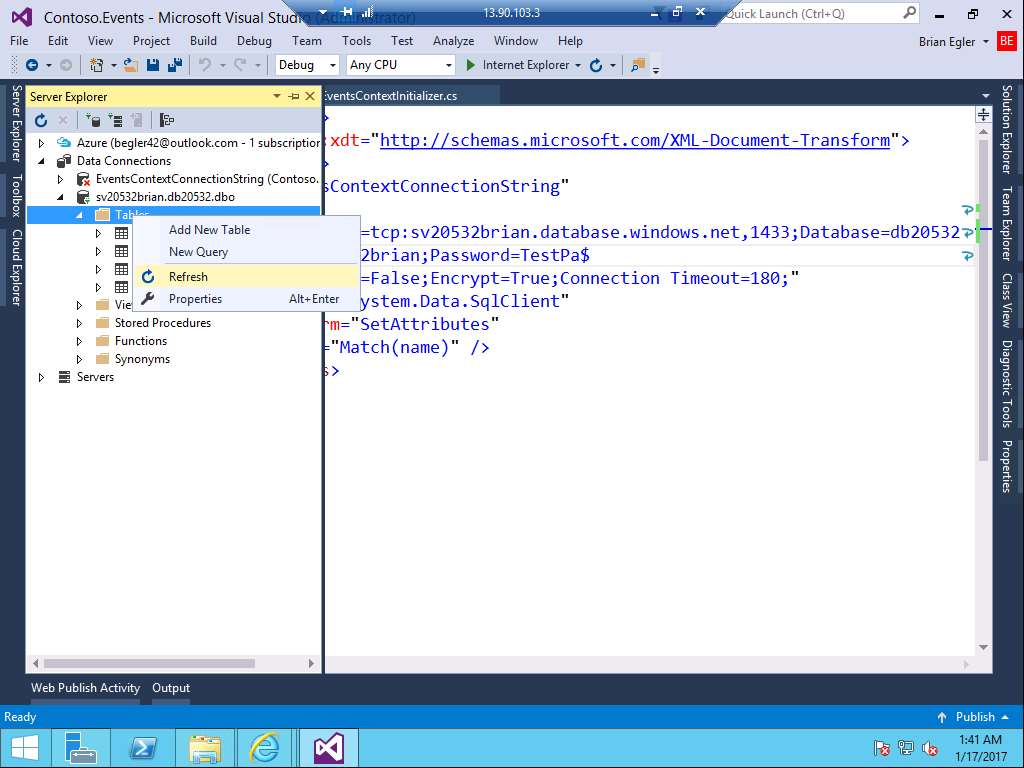 Contoso.Events - Microsoft Visual Studio (Administrator)
13.90.103.3
Quick Launch (Ctrl+Q)
File Edit View Project Build Debug Team Tools Test Analyze Window Help
Brian Egler
BE
Debug
Any CPU
Internet Explorer
Server Explorer
EventsContextInitializer.cs
Azure (begler42@outlook.com - 1 subscription
Data Connections
EventsContextConnectionString (Contoso.
sv20532brian.db20532.dbo
Tables
Add New Table
New Query
Refresh
Properties Alt+Enter
Stored Procedures
Functions
Synonyms
Servers
>
:xdt="http://schemas.microsoft.com/XML-Document-Transform">
>
sContextConnectionString"
=tcp:sv20532brian.database.windows.net,1433;Database=db20532
2brian;Password=TestPa$
=False;Encrypt=True;Connection Timeout=180;"
ystem.Data.SqlClient"
rm="SetAttributes"
="Match(name)" />
s>
Server Explorer
Toolbox
Cloud Explorer
Solution Explorer
Team Explorer
Class View
Diagnostic Tools
Properties
Web Publish Activity Output
Ready
Publish
1:41 AM
1/17/2017